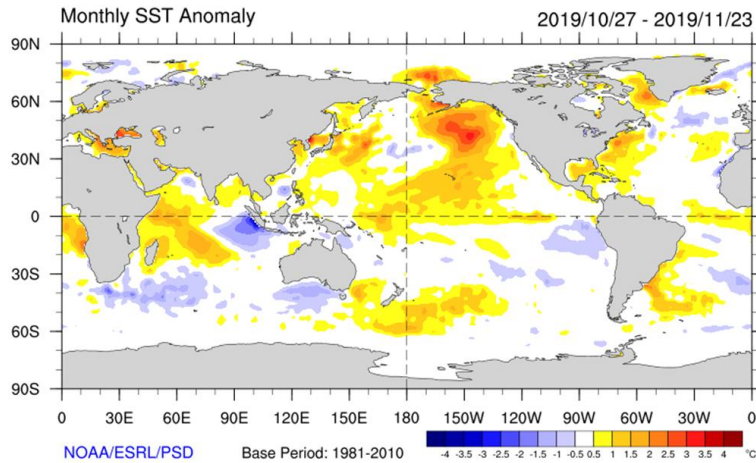 Monthly SST Anomaly 2019/10/27 - 2019/11/23
90N
60N
30N
0
30S
60S
90S
0 30E 60E 90E 120E 150E 180 150W 120W 90W 60W 30W 0
NOAA/ESRL/PSD Base Period: 1981-2010
-4 -3.5 -3 -2.5 -2 -1.5 -1 -0.5 0.5 1 1.5 2 2.5 3 3.5 4 °C